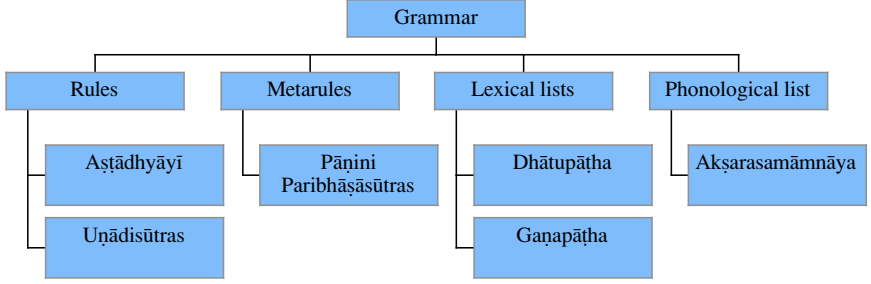 Grammar
Rules
Metarules
Lexical lists
Phonological list
Aṣṭādhyāyī
Pāṇini
Paribhāṣāsūtras
Dhātupāṭha
Akṣarasamāmnāya
Uṇādisūtras
Gaṇapāṭha